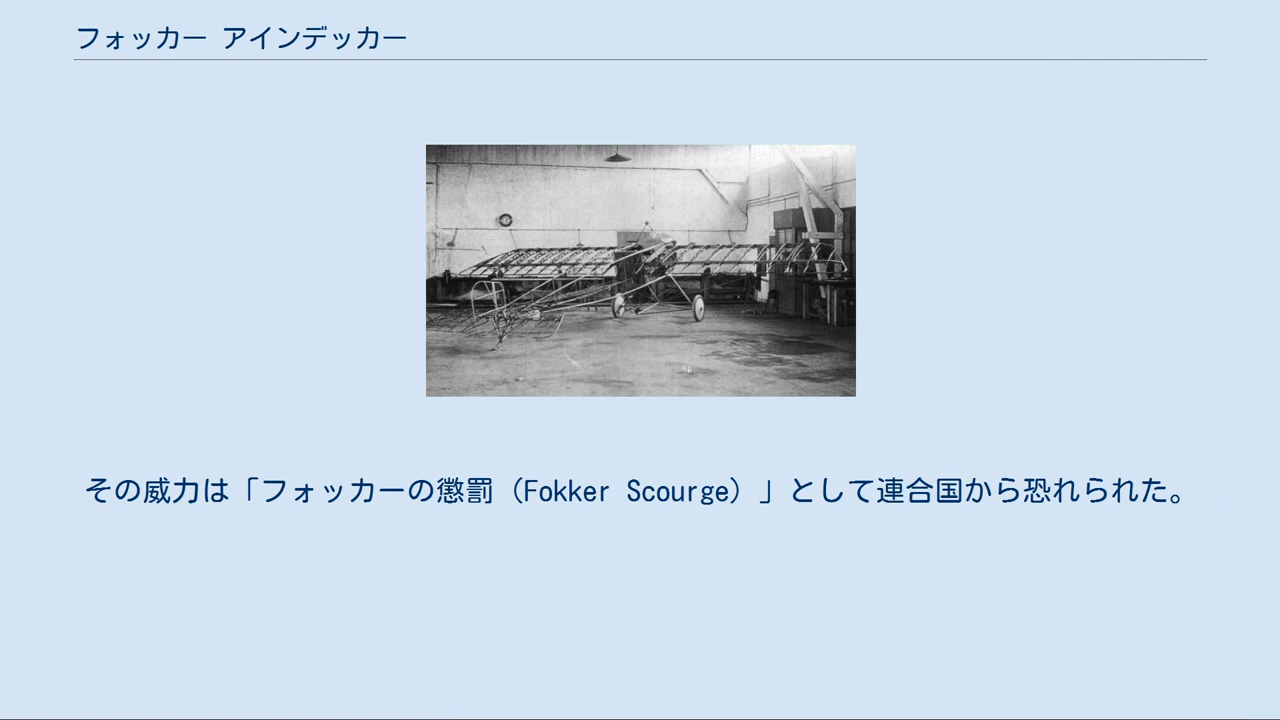 フォッカー アインデッカー
その威力は「フォッカーの懲罰（Fokker Scourge）」として連合国から恐れられた。